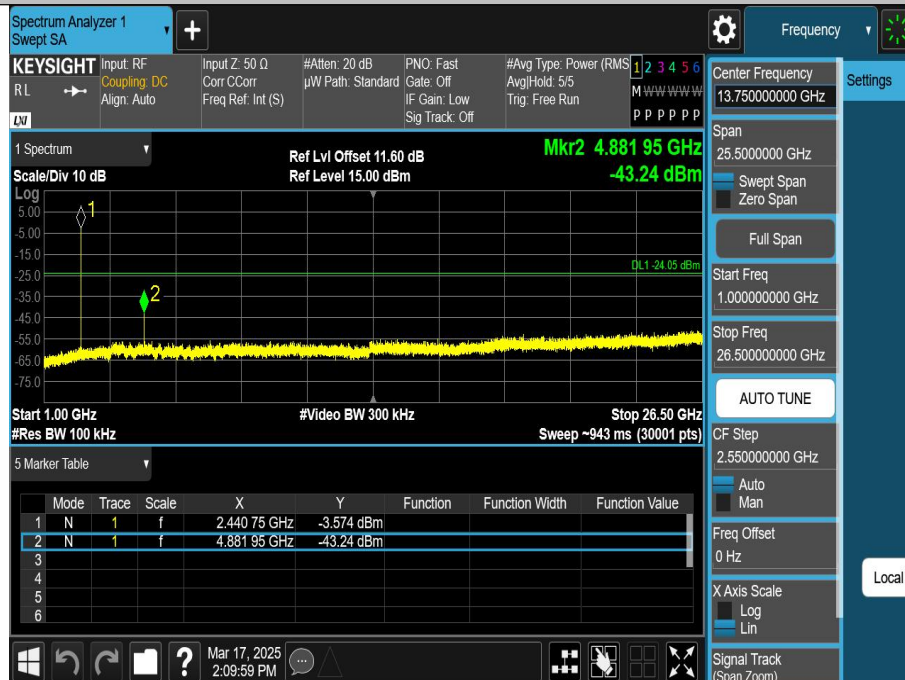 Spectrum Analyzer 1
Swept SA
+
Frequency
KEYSIGHT
RL
LXI
Input: RF
Coupling: DC
Align: Auto
Input Z: 50 Ω
Corr CCorr
Freq Ref: Int (S)
#Atten: 20 dB
µW Path: Standard
PNO: Fast
Gate: Off
IF Gain: Low
Sig Track: Off
#Avg Type: Power (RMS
Avg|Hold: 5/5
Trig: Free Run
1 2 3 4 5 6
M W W W W W
P P P P P P
1 Spectrum
Scale/Div 10 dB
Ref Lvl Offset 11.60 dB
Ref Level 15.00 dBm
Mkr2 4.881 95 GHz
-43.24 dBm
Log
5.00
-5.00
-15.0
-25.0
-35.0
-45.0
-55.0
-65.0
-75.0
1
2
DL1 -24.05 dBm
Start 1.00 GHz
#Video BW 300 kHz
Stop 26.50 GHz
#Res BW 100 kHz
Sweep ~943 ms (30001 pts)
5 Marker Table
Mode Trace Scale X Y Function Function Width Function Value
1 N 1 f 2.440 75 GHz -3.574 dBm
2 N 1 f 4.881 95 GHz -43.24 dBm
3
4
5
6
?
Mar 17, 2025
2:09:59 PM
Center Frequency
13.750000000 GHz
Settings
Span
25.5000000 GHz
Swept Span
Zero Span
Full Span
Start Freq
1.000000000 GHz
Stop Freq
26.500000000 GHz
AUTO TUNE
CF Step
2.550000000 GHz
Auto
Man
Freq Offset
0 Hz
Local
X Axis Scale
Log
Lin
Signal Track
(Span Zoom)